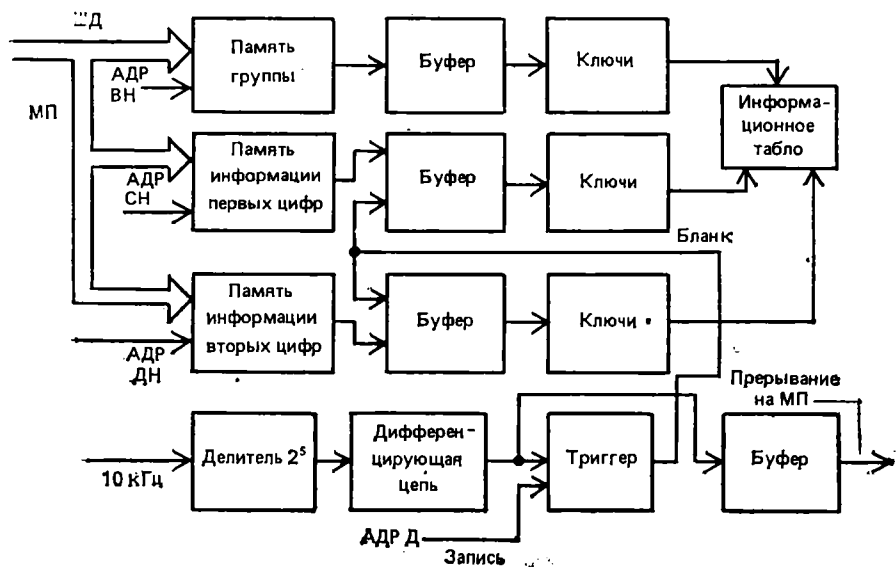 ШД
МП
АДР
ВН
Память
группы
Буфер
Ключи
Информа-
ционное
табло
АДР
СН
Память
информации
первых цифр
Буфер
Ключи
Бланк
АДР
ДН
Память
информации
вторых цифр
Буфер
Ключи
Прерывание
на МП
10 кГц
Делитель 2⁵
Дифферен-
цирующая
цепь
Триггер
Буфер
АДР Д
Запись